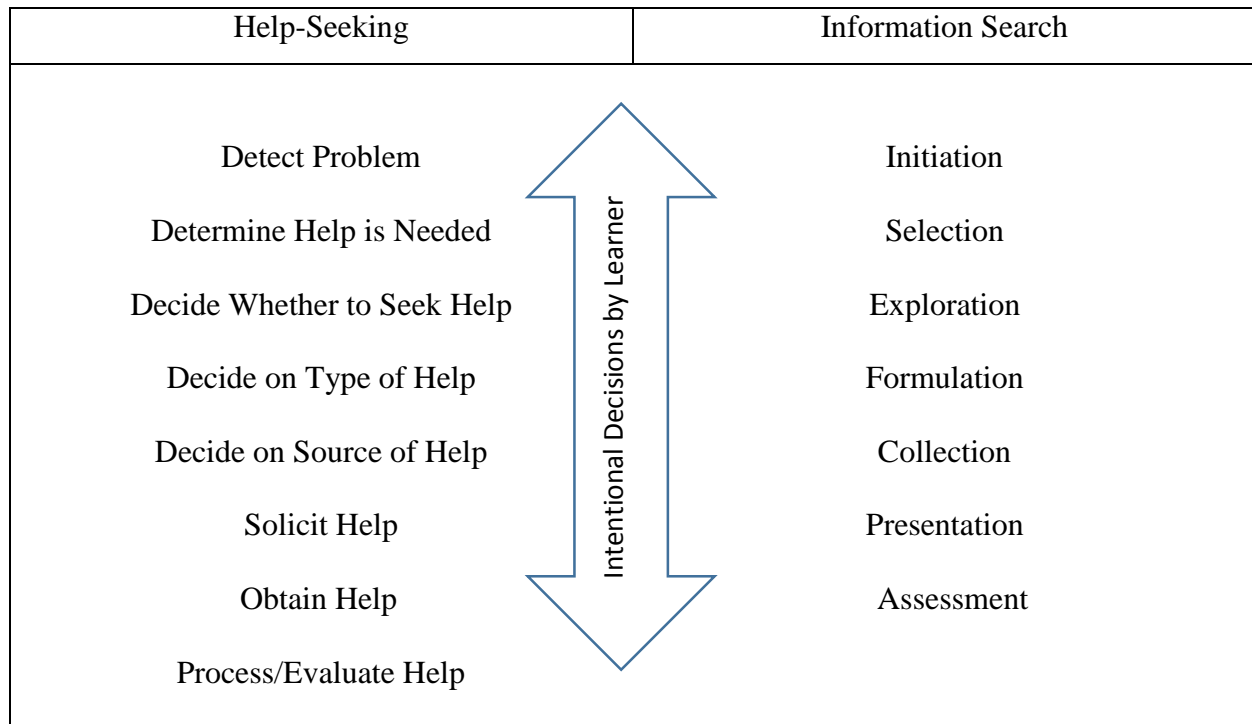 Help-Seeking
Information Search
Detect Problem
Determine Help is Needed
Decide Whether to Seek Help
Decide on Type of Help
Decide on Source of Help
Solicit Help
Obtain Help
Process/Evaluate Help
Intentional Decisions by Learner
Initiation
Selection
Exploration
Formulation
Collection
Presentation
Assessment